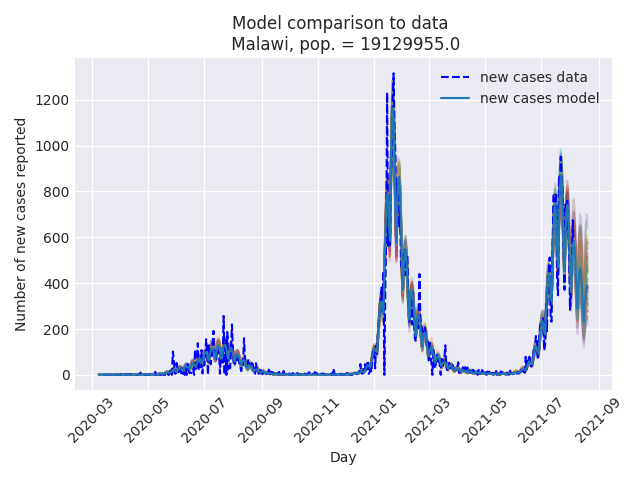 Model comparison to data
Malawi, pop. = 19129955.0
new cases data
new cases model
Number of new cases reported
1200
1000
800
600
400
200
0
2020-03
2020-05
2020-07
2020-09
2020-11
2021-01
2021-03
2021-05
2021-07
2021-09
Day